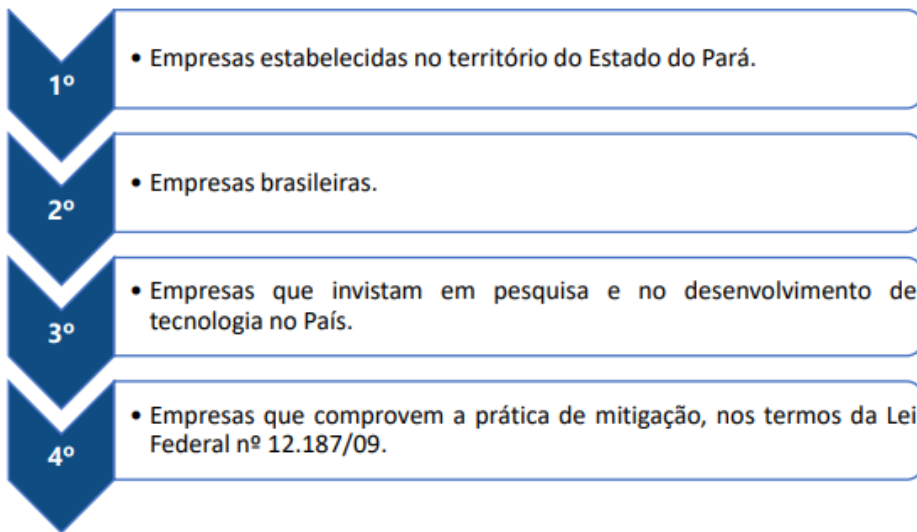 • Empresas estabelecidas no território do Estado do Pará.
1º
• Empresas brasileiras.
2º
• Empresas que invistam em pesquisa e no desenvolvimento de
tecnologia no País.
3º
• Empresas que comprovem a prática de mitigação, nos termos da Lei
Federal nº 12.187/09.
4º